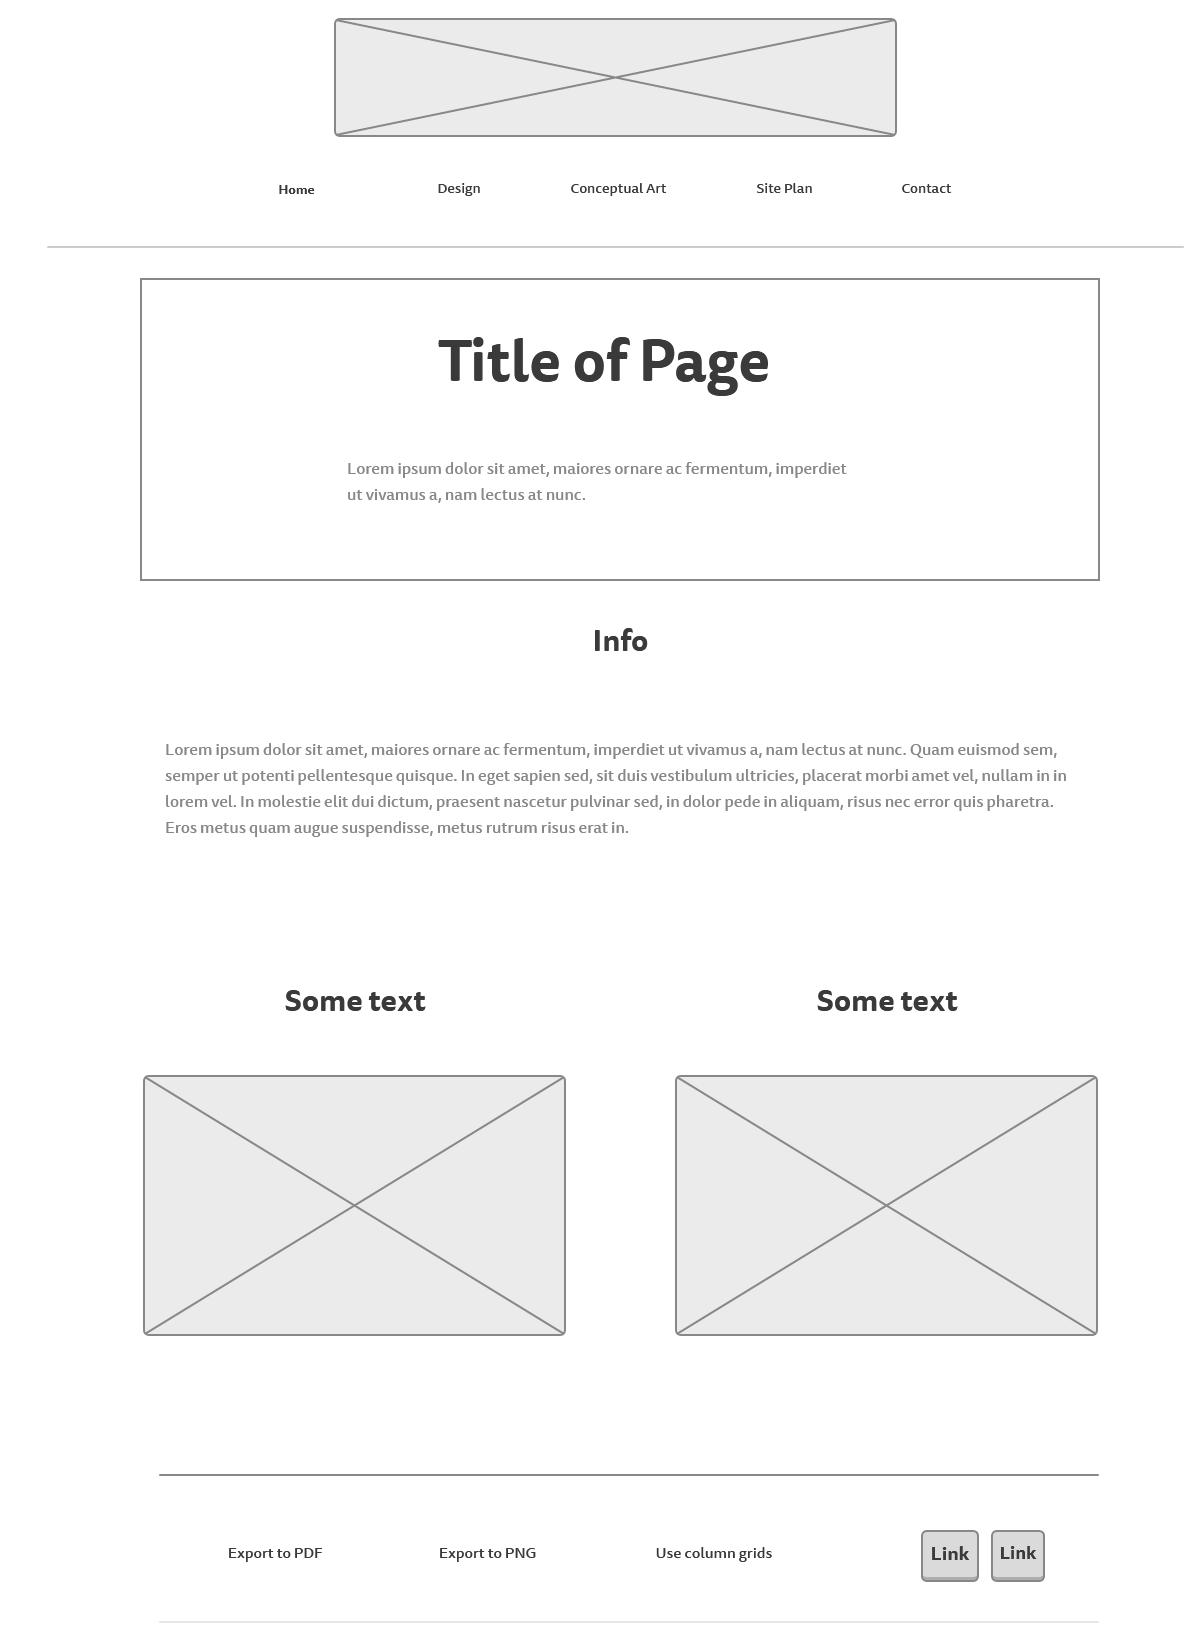 Home
Design
Conceptual Art
Site Plan
Contact
Title of Page
Lorem ipsum dolor sit amet, maiores ornare ac fermentum, imperdiet
ut vivamus a, nam lectus at nunc.
Info
Lorem ipsum dolor sit amet, maiores ornare ac fermentum, imperdiet ut vivamus a, nam lectus at nunc. Quam euismod sem,
semper ut potenti pellentesque quisque. In eget sapien sed, sit duis vestibulum ultricies, placerat morbi amet vel, nullam in in
lorem vel. In molestie elit dui dictum, praesent nascetur pulvinar sed, in dolor pede in aliquam, risus nec error quis pharetra.
Eros metus quam augue suspendisse, metus rutrum risus erat in.
Some text
Some text
Export to PDF
Export to PNG
Use column grids
Link
Link